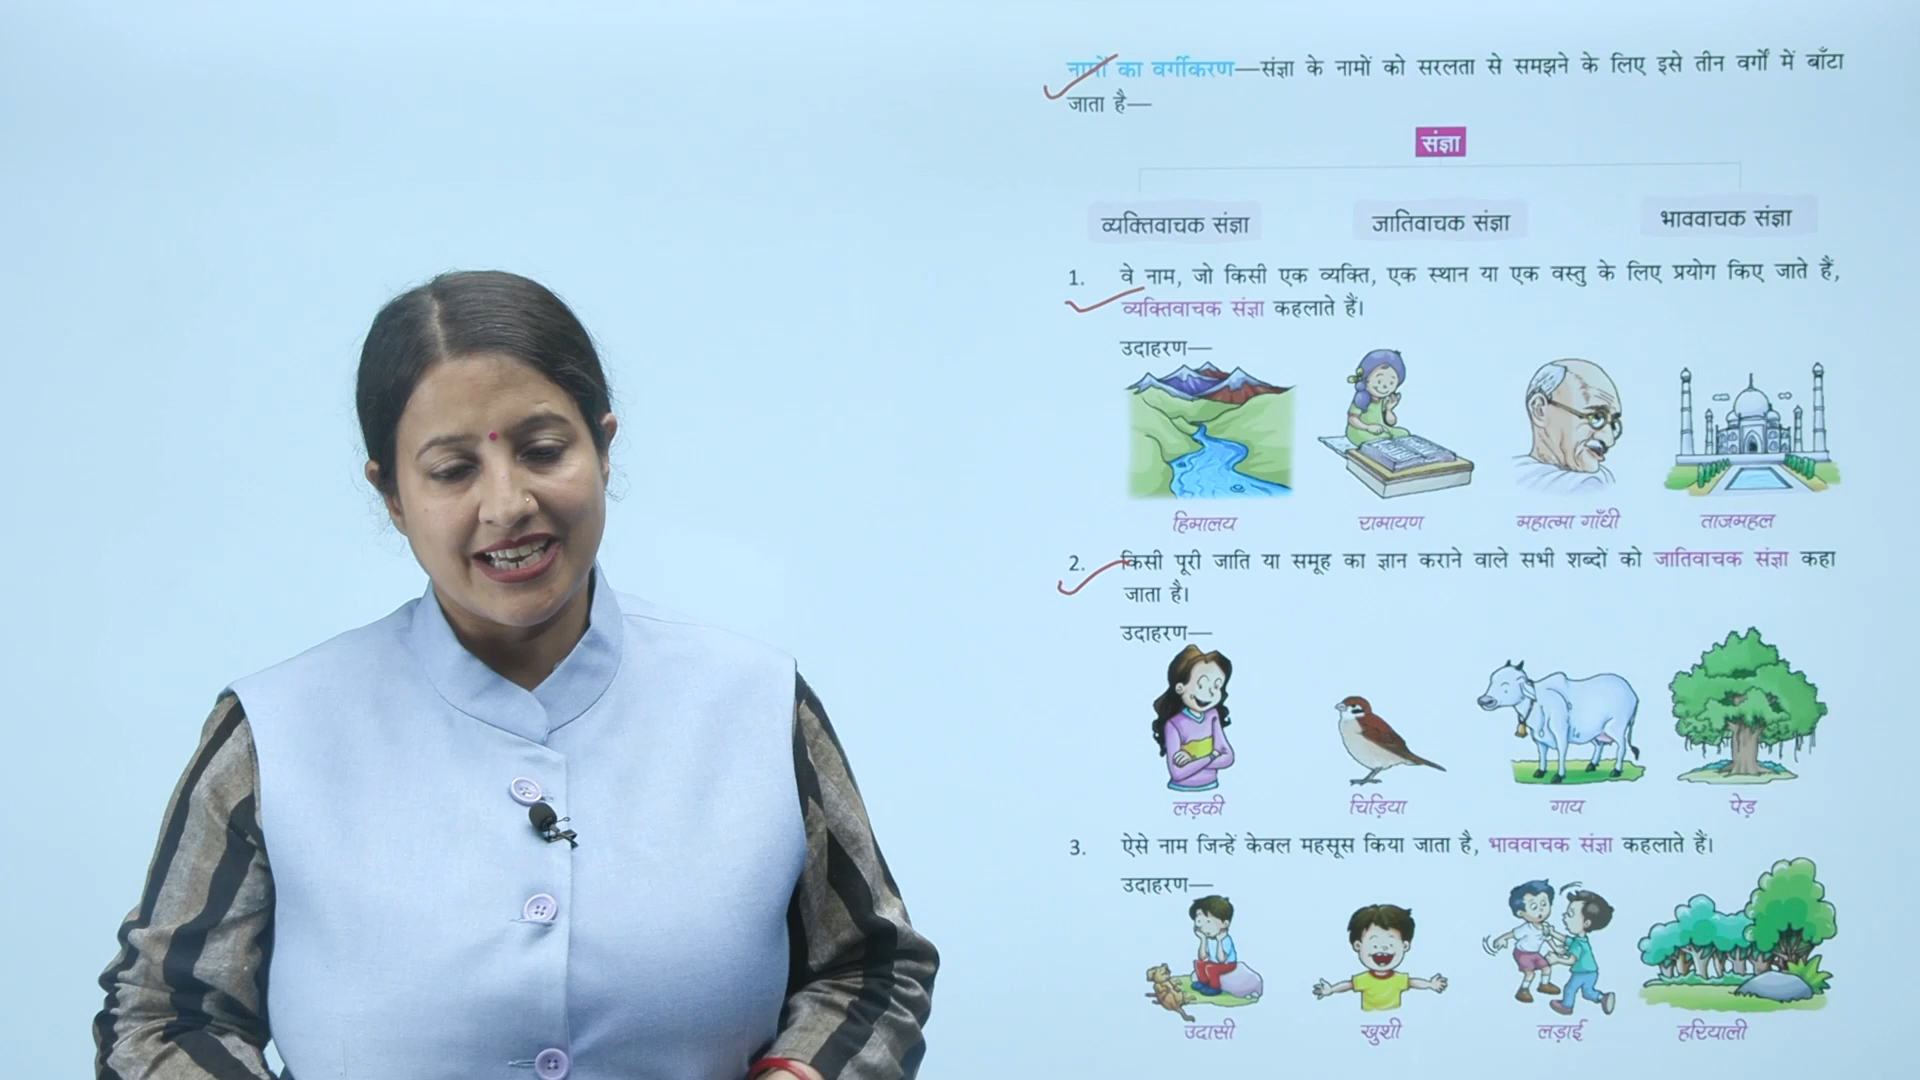 नामों का वर्गीकरण—संज्ञा के नामों को सरलता से समझने के लिए इसे तीन वर्गों में बाँटा
जाता है—
संज्ञा
व्यक्तिवाचक संज्ञा जातिवाचक संज्ञा भाववाचक संज्ञा
1. वे नाम, जो किसी एक व्यक्ति, एक स्थान या एक वस्तु के लिए प्रयोग किए जाते हैं,
व्यक्तिवाचक संज्ञा कहलाते हैं।
उदाहरण—
हिमालय रामायण महात्मा गाँधी ताजमहल
2. किसी पूरी जाति या समूह का ज्ञान कराने वाले सभी शब्दों को जातिवाचक संज्ञा कहा
जाता है।
उदाहरण—
लड़की चिड़िया गाय पेड़
3. ऐसे नाम जिन्हें केवल महसूस किया जाता है, भाववाचक संज्ञा कहलाते हैं।
उदाहरण—
उदासी खुशी लड़ाई हरियाली